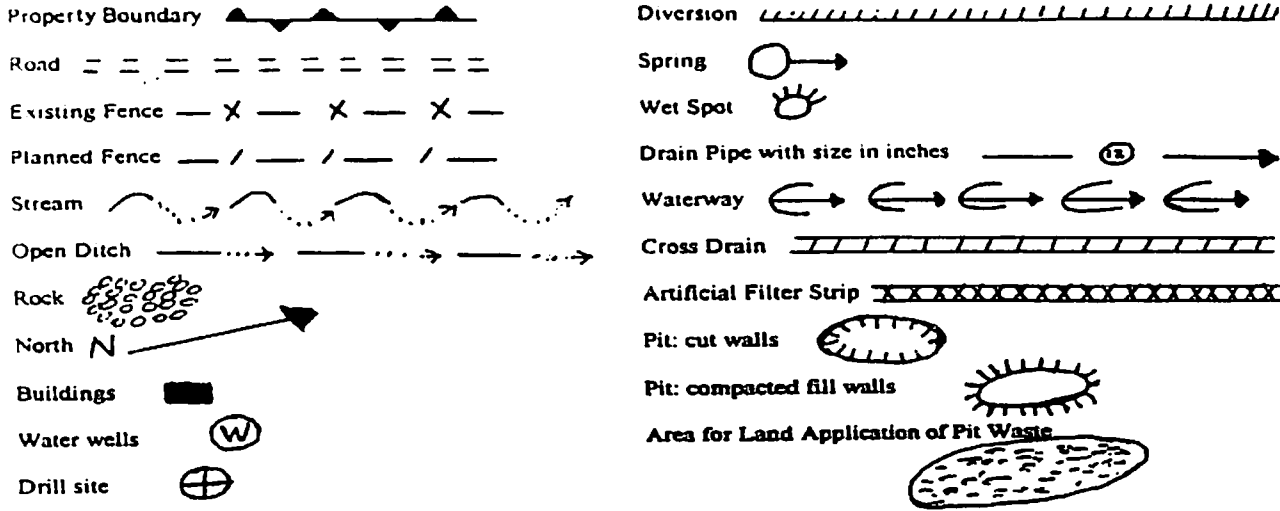 Property Boundary
Road
Existing Fence
Planned Fence
Stream
Open Ditch
Rock
North N
Buildings
Water wells W
Drill site
Diversion
Spring
Wet Spot
Drain Pipe with size in inches 12
Waterway
Cross Drain
Artificial Filter Strip
Pit: cut walls
Pit: compacted fill walls
Area for Land Application of Pit Waste